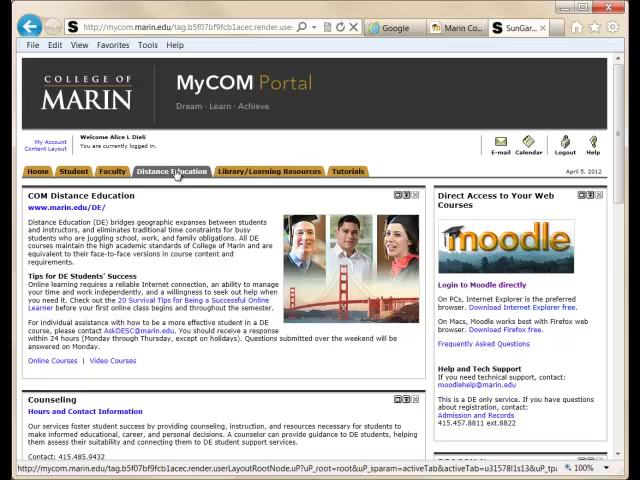 http://mycom.marin.edu/tag.b5f07bf9fcb1acec.render.user
Google
Marin Co...
SunGar...
File Edit View Favorites Tools Help
COLLEGE OF
MARIN
MyCOM Portal
Dream · Learn · Achieve
My Account
Content Layout
Welcome Alice L Dieli
You are currently logged in.
E-mail Calendar Logout Help
Home Student Faculty Distance Education Library/Learning Resources Tutorials
April 5, 2012
COM Distance Education
www.marin.edu/DE/
Distance Education (DE) bridges geographic expanses between students
and instructors, and eliminates traditional time constraints for busy
students who are juggling school, work, and family obligations. All DE
courses maintain the high academic standards of College of Marin and are
equivalent to their face-to-face versions in course content and
requirements.
Tips for DE Students' Success
Online learning requires a reliable Internet connection, an ability to manage
your time and work independently, and a willingness to seek out help when
you need it. Check out the 20 Survival Tips for Being a Successful Online
Learner before your first online class begins and throughout the semester.
For individual assistance with how to be a more effective student in a DE
course, please contact AskDESC@marin.edu. You should receive a response
within 24 hours (Monday through Thursday, except on holidays). Questions submitted over the weekend will be
answered on Monday.
Online Courses | Video Courses
Counseling
Hours and Contact Information
Our services foster student success by providing counseling, instruction, and resources necessary for students to
make informed educational, career, and personal decisions. A counselor can provide guidance to DE students, helping
them assess their suitability and connecting them to DE student support services.
Contact: 415.485.9432
Direct Access to Your Web
Courses
moodle
Login to Moodle directly
On PCs, Internet Explorer is the preferred
browser. Download Internet Explorer free.
On Macs, Moodle works best with Firefox web
browser. Download Firefox free.
Frequently Asked Questions
Help and Tech Support
If you need technical support, contact:
moodlehelp@marin.edu
This is a DE only service. If you have questions
about registration, contact:
Admission and Records
415.457.8811 ext.8822
http://mycom.marin.edu/tag.b5f07bf9fcb1acec.render.userLayoutRootNode.uP?uP_root=root&uP_sparam=activeTab&activeTab=u31578l1s13&uP_tpa
100%